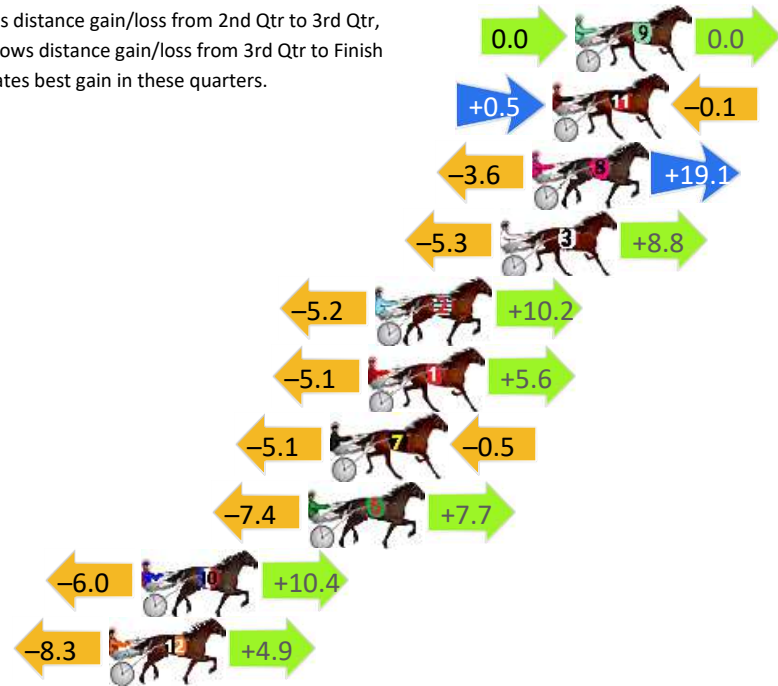 s distance gain/loss from 2nd Qtr to 3rd Qtr,
ows distance gain/loss from 3rd Qtr to Finish
ates best gain in these quarters.
0.0 9 0.0
+0.5 11 –0.1
–3.6 8 +19.1
–5.3 3 +8.8
–5.2 2 +10.2
–5.1 1 +5.6
–5.1 7 –0.5
–7.4 +7.7
–6.0 10 +10.4
–8.3 12 +4.9